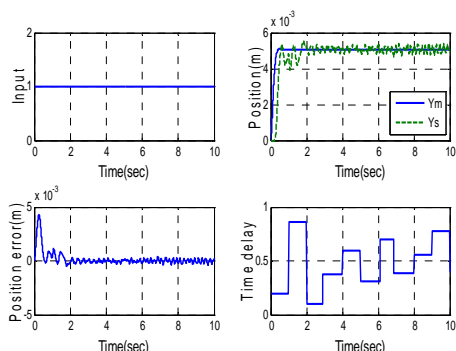 2
1
0
0 2 4 6 8 10
Input
Time(sec)
x 10-3
6
4
2
0
0 2 4 6 8 10
Position(m)
Time(sec)
Ym
Ys
x 10-3
5
0
-5
0 2 4 6 8 10
Position error(m)
Time(sec)
1
0.5
0
0 2 4 6 8 10
Time delay
Time(sec)